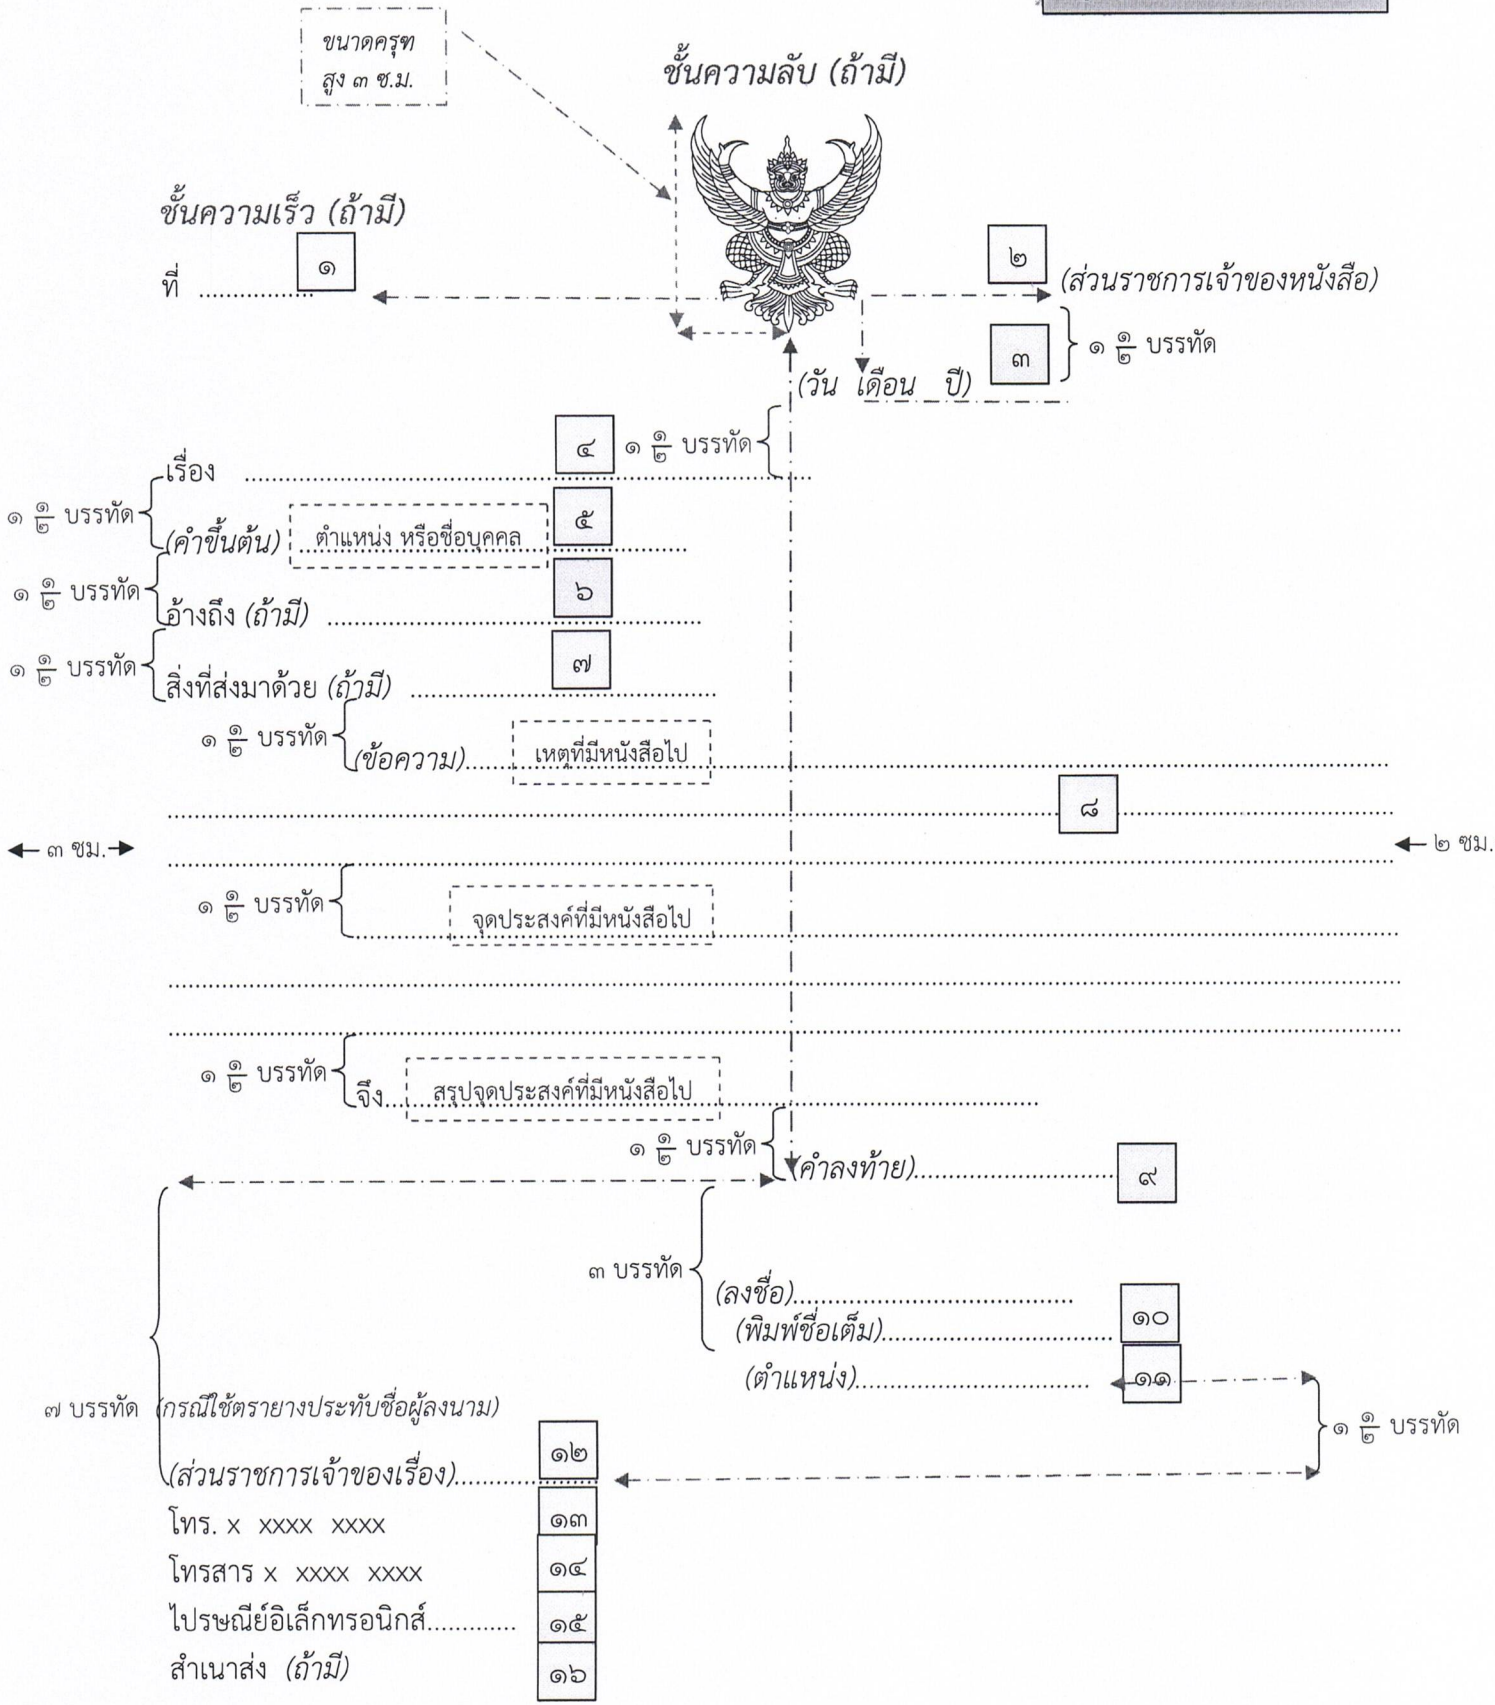 ขนาดครุฑ
สูง ๓ ซ.ม.
ชั้นความลับ (ถ้ามี)
ชั้นความเร็ว (ถ้ามี)
ที่ ................. ๑
๒ (ส่วนราชการเจ้าของหนังสือ)
๓ ๑ ๑/๒ บรรทัด
(วัน เดือน ปี)
๔ ๑ ๑/๒ บรรทัด
เรื่อง ................................................................
๑ ๑/๒ บรรทัด
(คำขึ้นต้น) ตำแหน่ง หรือชื่อบุคคล ๕
๑ ๑/๒ บรรทัด
อ้างถึง (ถ้ามี) ................................ ๖
๑ ๑/๒ บรรทัด
สิ่งที่ส่งมาด้วย (ถ้ามี) ................................ ๗
๑ ๑/๒ บรรทัด
(ข้อความ)........ เหตุที่มีหนังสือไป ................................
๘
๓ ซม. ๒ ซม.
๑ ๑/๒ บรรทัด
จุดประสงค์ที่มีหนังสือไป
๑ ๑/๒ บรรทัด
จึง.... สรุปจุดประสงค์ที่มีหนังสือไป ................................
๑ ๑/๒ บรรทัด
(คำลงท้าย)................................ ๙
๓ บรรทัด
(ลงชื่อ)................................
๑๐
(พิมพ์ชื่อเต็ม)................................
(ตำแหน่ง)................................ ๑๑
๗ บรรทัด (กรณีใช้ตรายางประทับชื่อผู้ลงนาม)
๑ ๑/๒ บรรทัด
(ส่วนราชการเจ้าของเรื่อง).................... ๑๒
โทร. x xxxx xxxx ๑๓
โทรสาร x xxxx xxxx ๑๔
ไปรษณีย์อิเล็กทรอนิกส์............. ๑๕
สำเนาส่ง (ถ้ามี) ๑๖